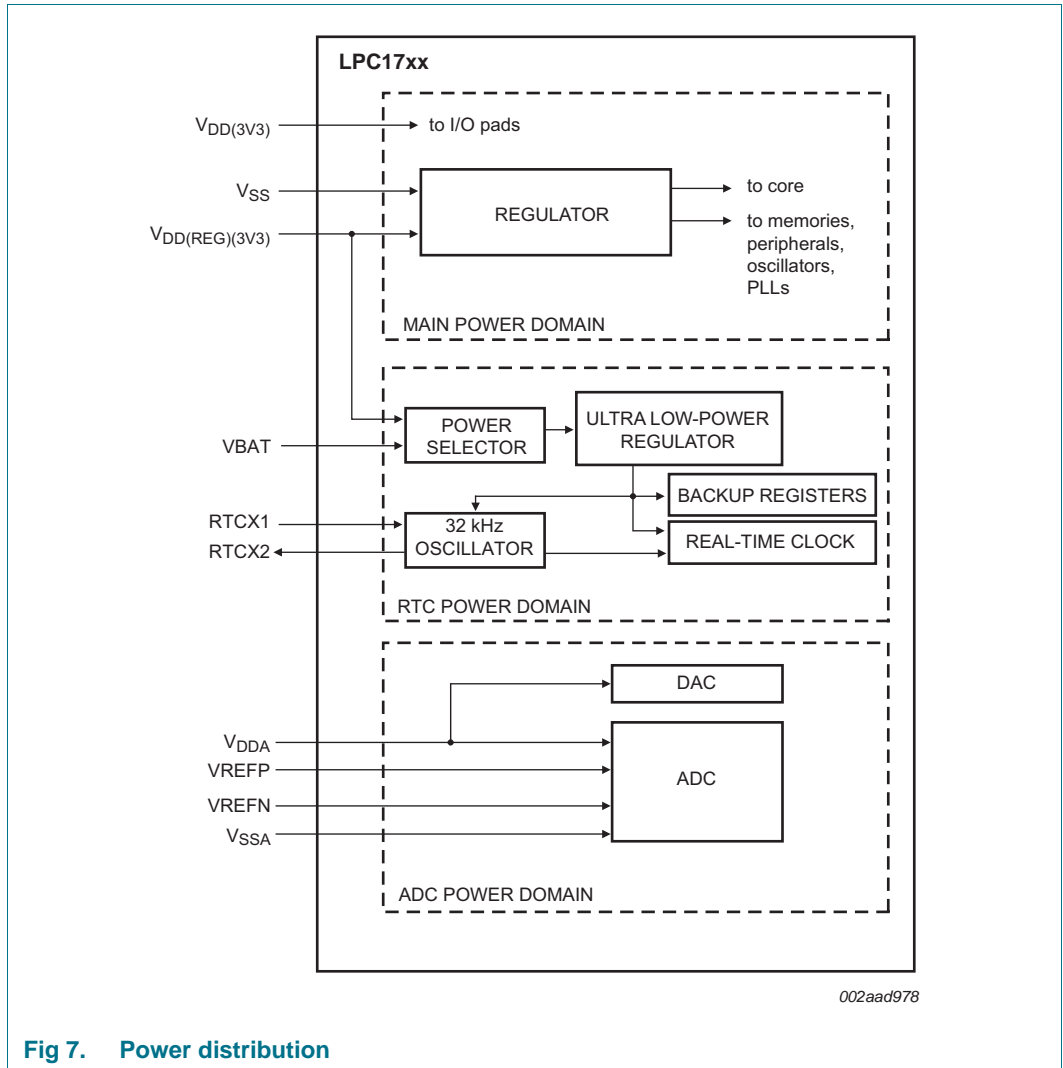 LPC17xx
VDD(3V3)
to I/O pads
VSS
VDD(REG)(3V3)
REGULATOR
to core
to memories,
peripherals,
oscillators,
PLLs
MAIN POWER DOMAIN
VBAT
POWER
SELECTOR
ULTRA LOW-POWER
REGULATOR
BACKUP REGISTERS
RTCX1
RTCX2
32 kHz
OSCILLATOR
REAL-TIME CLOCK
RTC POWER DOMAIN
DAC
VDDA
VREFP
VREFN
VSSA
ADC
ADC POWER DOMAIN
002aad978
Fig 7. Power distribution